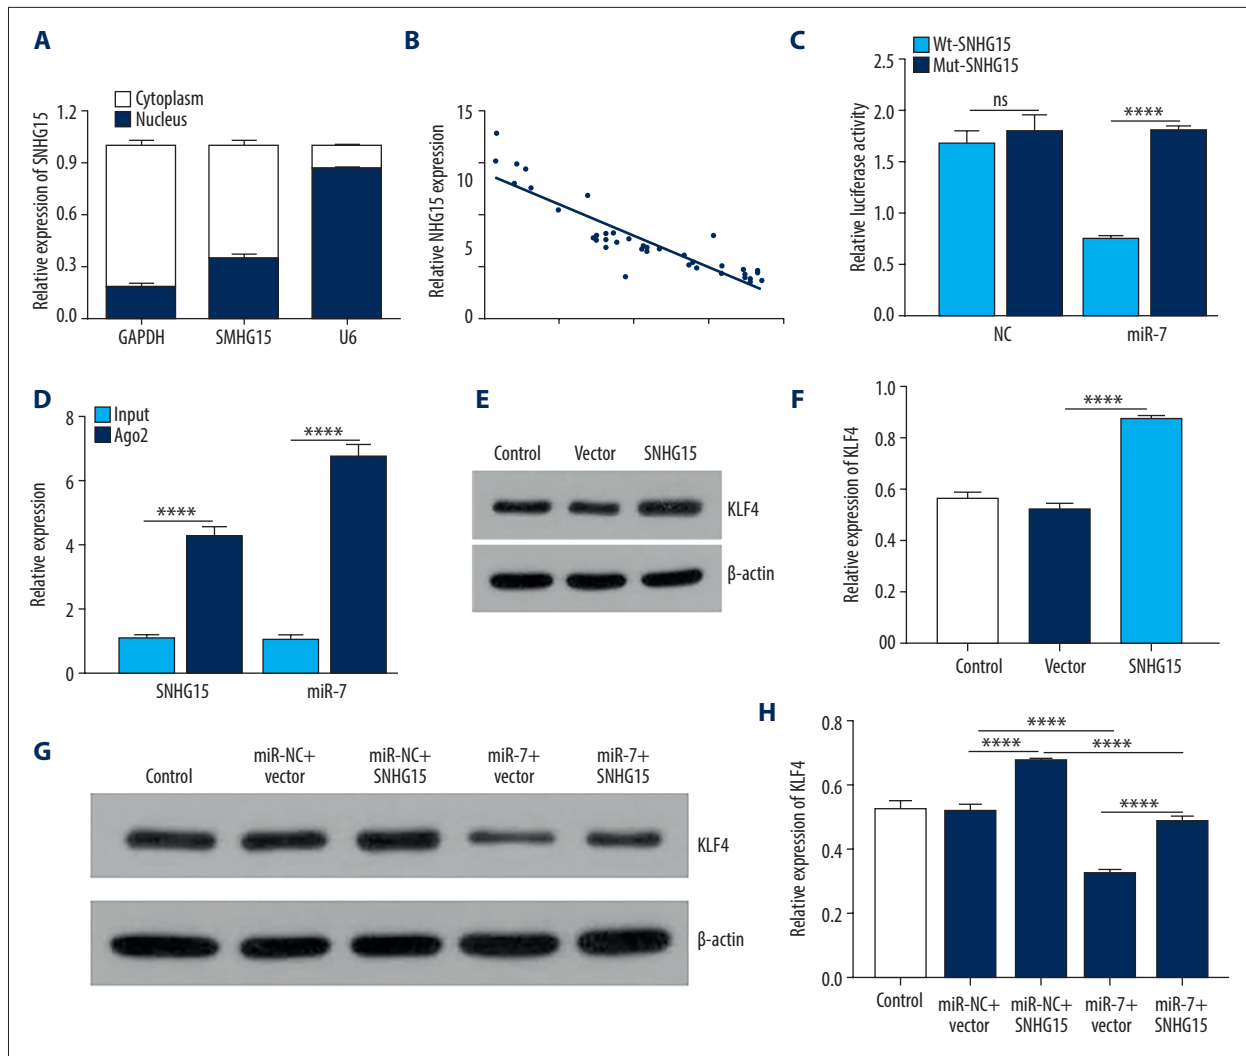 A
Cytoplasm
Nucleus
Relative expression of SNHG15
1.2
0.9
0.6
0.3
0.0
GAPDH SMHG15 U6
B
Relative NHG15 expression
15
10
5
0
C
Wt-SNHG15
Mut-SNHG15
Relative luciferase activity
2.5
2.0
1.5
1.0
0.5
0.0
ns
****
NC miR-7
D
Input
Ago2
Relative expression
8
6
4
2
0
****
****
SNHG15 miR-7
E
Control Vector SNHG15
KLF4
β-actin
F
Relative expression of KLF4
1.0
0.8
0.6
0.4
0.2
00
****
Control Vector SNHG15
G
Control
miR-NC+
vector
miR-NC+
SNHG15
miR-7+
vector
miR-7+
SNHG15
KLF4
β-actin
H
Relative expression of KLF4
0.8
0.6
0.4
0.2
0.0
****
**** ****
****
Control
miR-NC+
vector
miR-NC+
SNHG15
miR-7+
vector
miR-7+
SNHG15